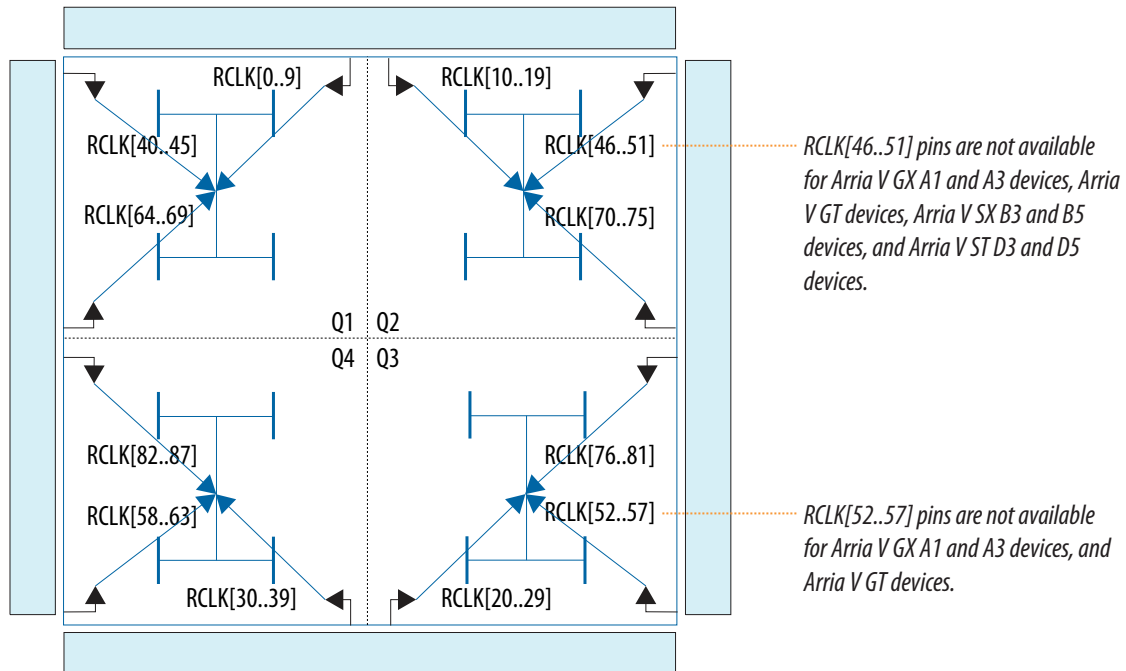 RCLK[0..9]
RCLK[10..19]
RCLK[40..45]
RCLK[46..51]
RCLK[64..69]
RCLK[70..75]
Q1
Q2
Q4
Q3
RCLK[82..87]
RCLK[76..81]
RCLK[58..63]
RCLK[52..57]
RCLK[30..39]
RCLK[20..29]
RCLK[46..51] pins are not available
for Arria V GX A1 and A3 devices, Arria
V GT devices, Arria V SX B3 and B5
devices, and Arria V ST D3 and D5
devices.
RCLK[52..57] pins are not available
for Arria V GX A1 and A3 devices, and
Arria V GT devices.